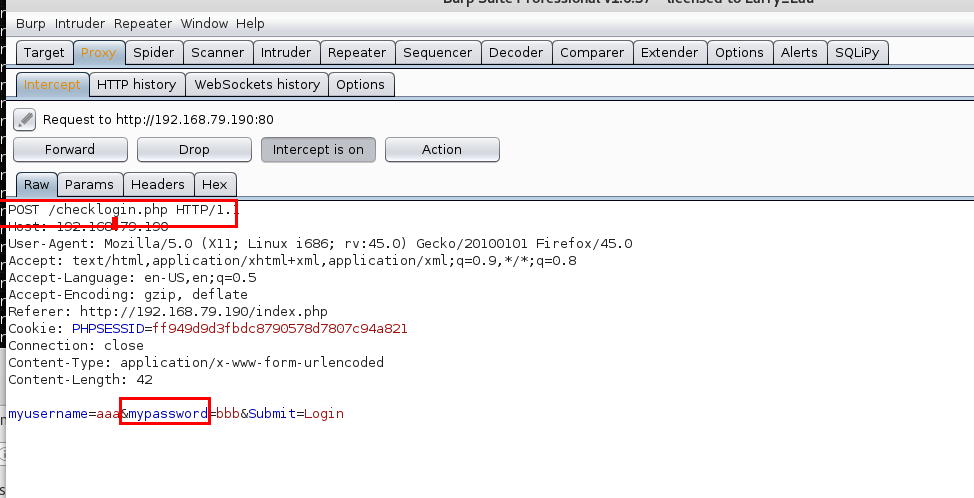 Burp Suite Professional v1.6.37 - licensed to LarryLau
Burp Intruder Repeater Window Help
Target Proxy Spider Scanner Intruder Repeater Sequencer Decoder Comparer Extender Options Alerts SQLiPy
Intercept HTTP history WebSockets history Options
Request to http://192.168.79.190:80
Forward Drop Intercept is on Action
Raw Params Headers Hex
POST /checklogin.php HTTP/1.1
Host: 192.168.79.190
User-Agent: Mozilla/5.0 (X11; Linux i686; rv:45.0) Gecko/20100101 Firefox/45.0
Accept: text/html,application/xhtml+xml,application/xml;q=0.9,*/*;q=0.8
Accept-Language: en-US,en;q=0.5
Accept-Encoding: gzip, deflate
Referer: http://192.168.79.190/index.php
Cookie: PHPSESSID=ff949d9d3fbdc8790578d7807c94a821
Connection: close
Content-Type: application/x-www-form-urlencoded
Content-Length: 42
myusername=aaa&mypassword=bbb&Submit=Login